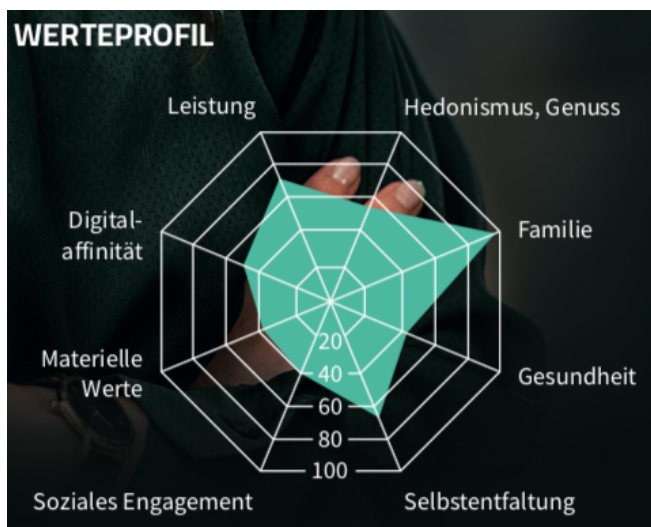 WERTEPROFIL
Leistung
Hedonismus, Genuss
Digital-
affinität
Familie
Materielle
Werte
Gesundheit
20
40
60
80
100
Soziales Engagement
Selbstentfaltung